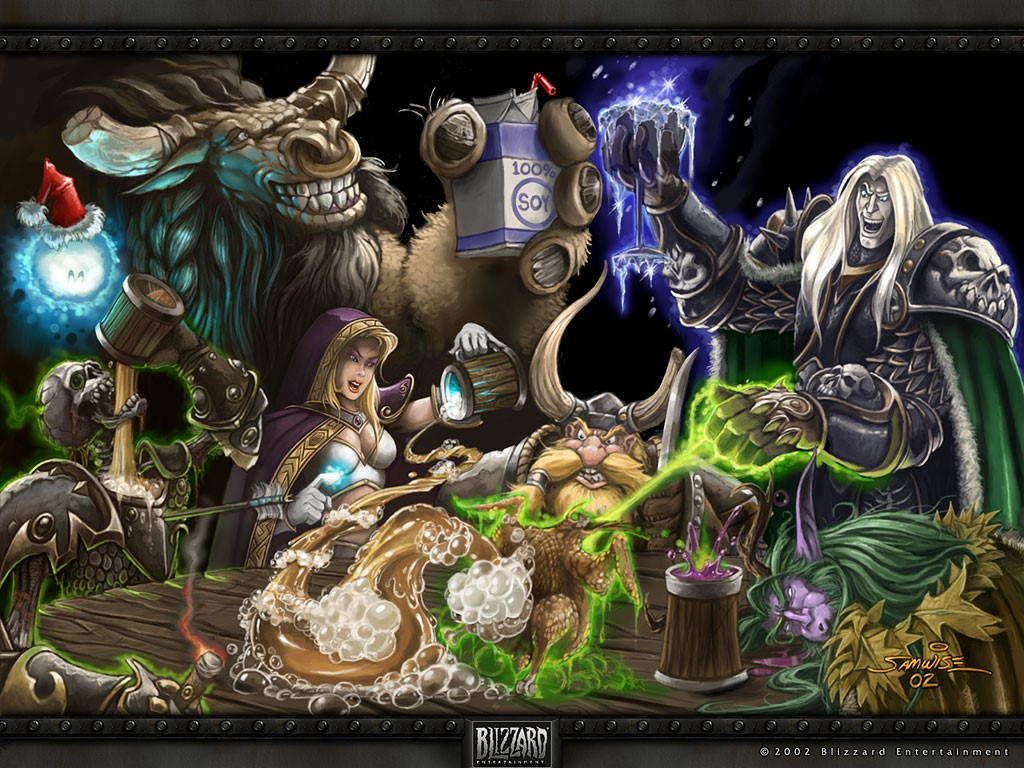 100%
SOY
SAMWISE
02
BLIZZARD
ENTERTAINMENT
©2002 Blizzard Entertainment